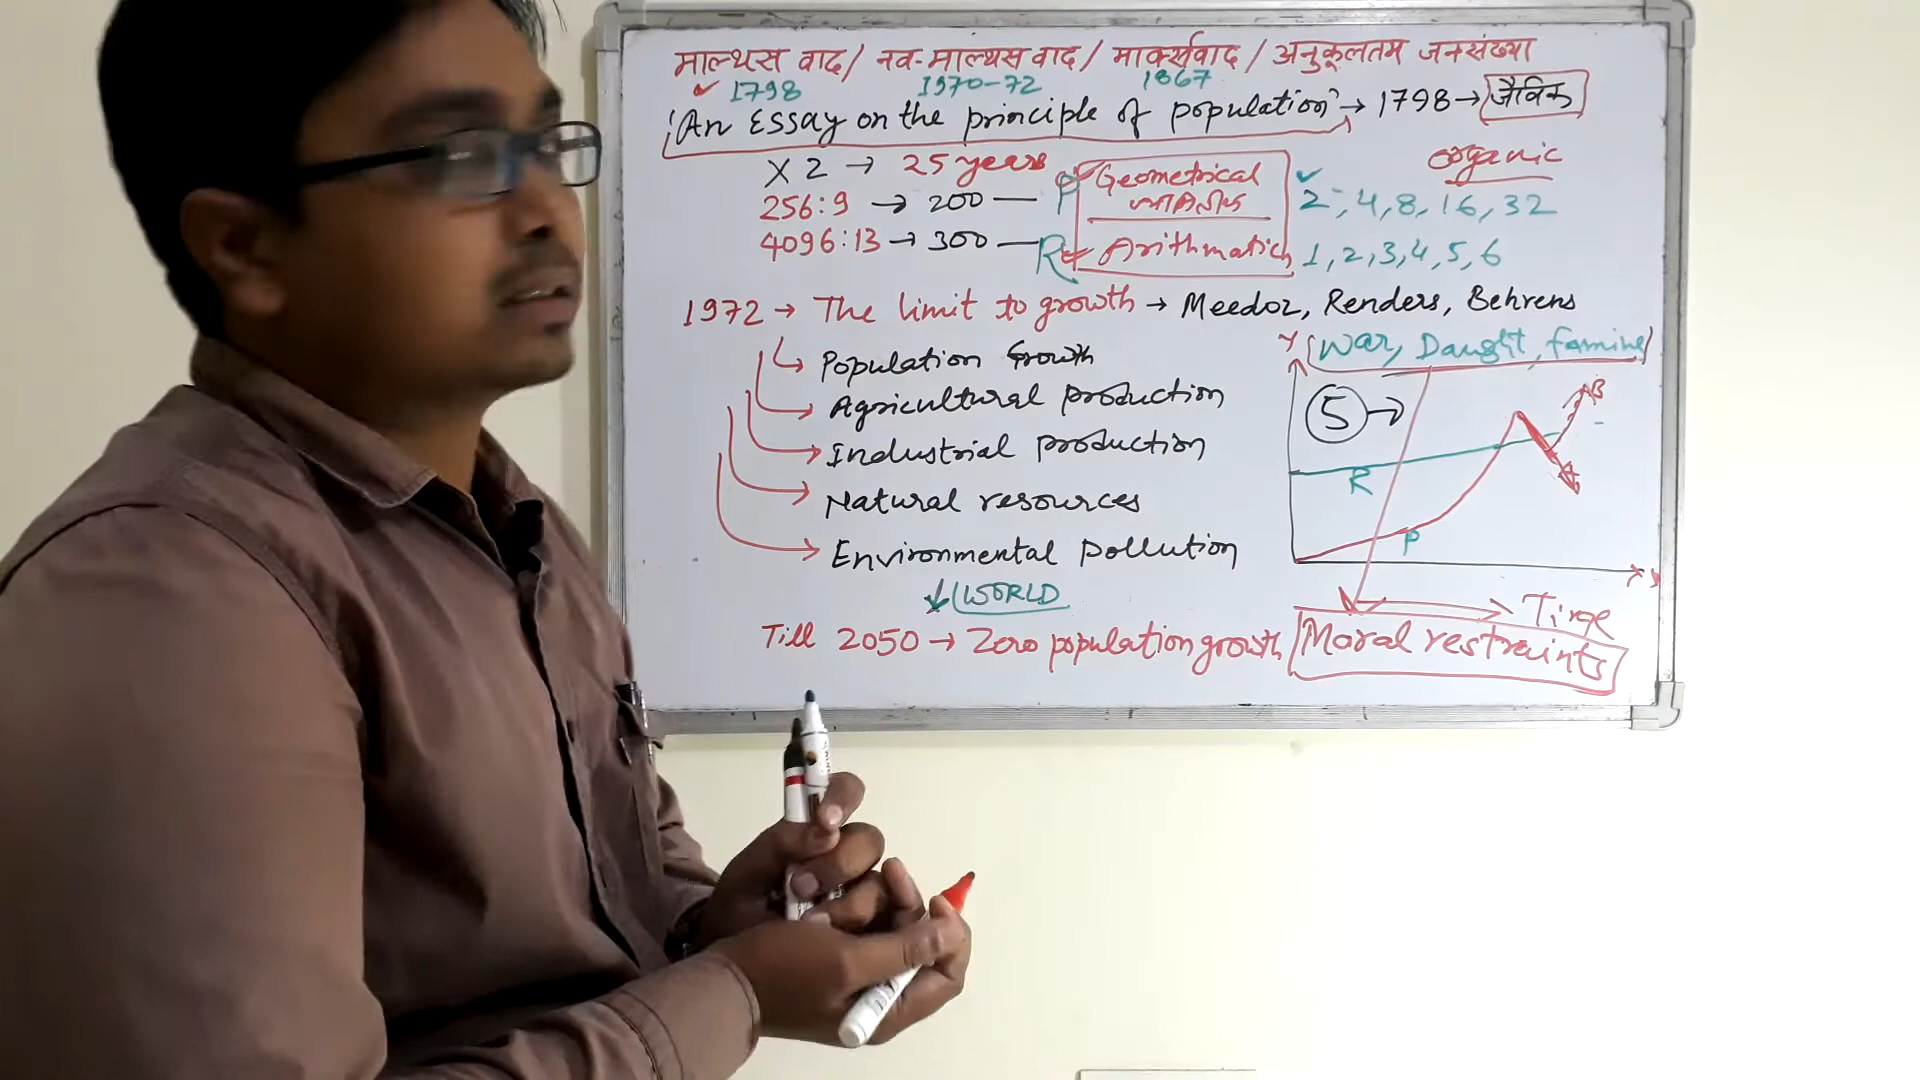 माल्थस वाद / नव-माल्थस वाद / मार्क्सवाद / अनुकूलतम जनसंख्या
1798 1970-72 1867
'An Essay on the principle of population' → 1798 → जैविक
organic
X 2 → 25 years
256:9 → 200 — P Geometrical 2, 4, 8, 16, 32
4096:13 → 300 — R Arithmatich 1, 2, 3, 4, 5, 6
1972 → The limit to growth → Meedoz, Renders, Behrens
→ Population Growth
→ Agricultural production
→ Industrial production
→ Natural resources
→ Environmental pollution
↓ WORLD
Till 2050 → Zero population growth
Y (War, Daught, famine)
5 →
B
R
A
P
X
Time
Moral restraints